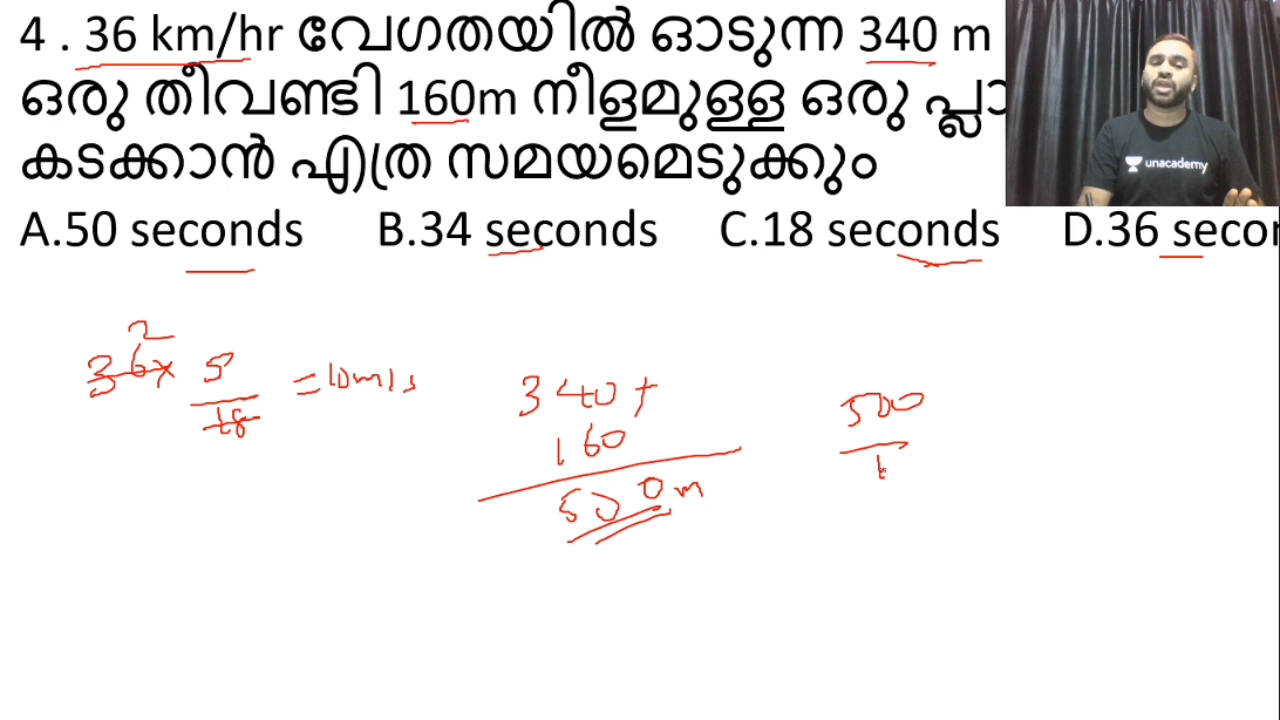 4 . 36 km/hr വേഗതയിൽ ഓടുന്ന 340 m
ഒരു തീവണ്ടി 160m നീളമുള്ള ഒരു
കടക്കാൻ എത്ര സമയമെടുക്കും
A.50 seconds B.34 seconds C.18 seconds D.36
unacademy
2
36x 5/18 =10m/s
340+
160
500m
500